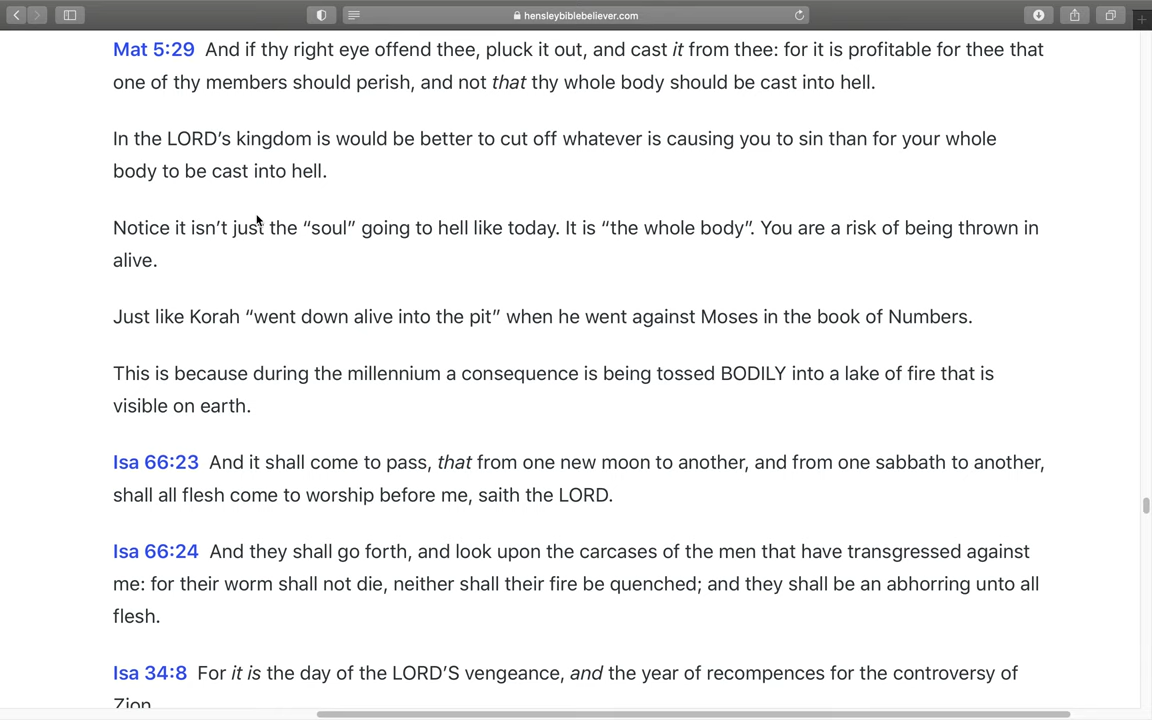 hensleybiblebeliever.com
Mat 5:29 And if thy right eye offend thee, pluck it out, and cast it from thee: for it is profitable for thee that
one of thy members should perish, and not that thy whole body should be cast into hell.
In the LORD’s kingdom is would be better to cut off whatever is causing you to sin than for your whole
body to be cast into hell.
Notice it isn’t just the “soul” going to hell like today. It is “the whole body”. You are a risk of being thrown in
alive.
Just like Korah “went down alive into the pit” when he went against Moses in the book of Numbers.
This is because during the millennium a consequence is being tossed BODILY into a lake of fire that is
visible on earth.
Isa 66:23 And it shall come to pass, that from one new moon to another, and from one sabbath to another,
shall all flesh come to worship before me, saith the LORD.
Isa 66:24 And they shall go forth, and look upon the carcases of the men that have transgressed against
me: for their worm shall not die, neither shall their fire be quenched; and they shall be an abhorring unto all
flesh.
Isa 34:8 For it is the day of the LORD’S vengeance, and the year of recompences for the controversy of
Zion